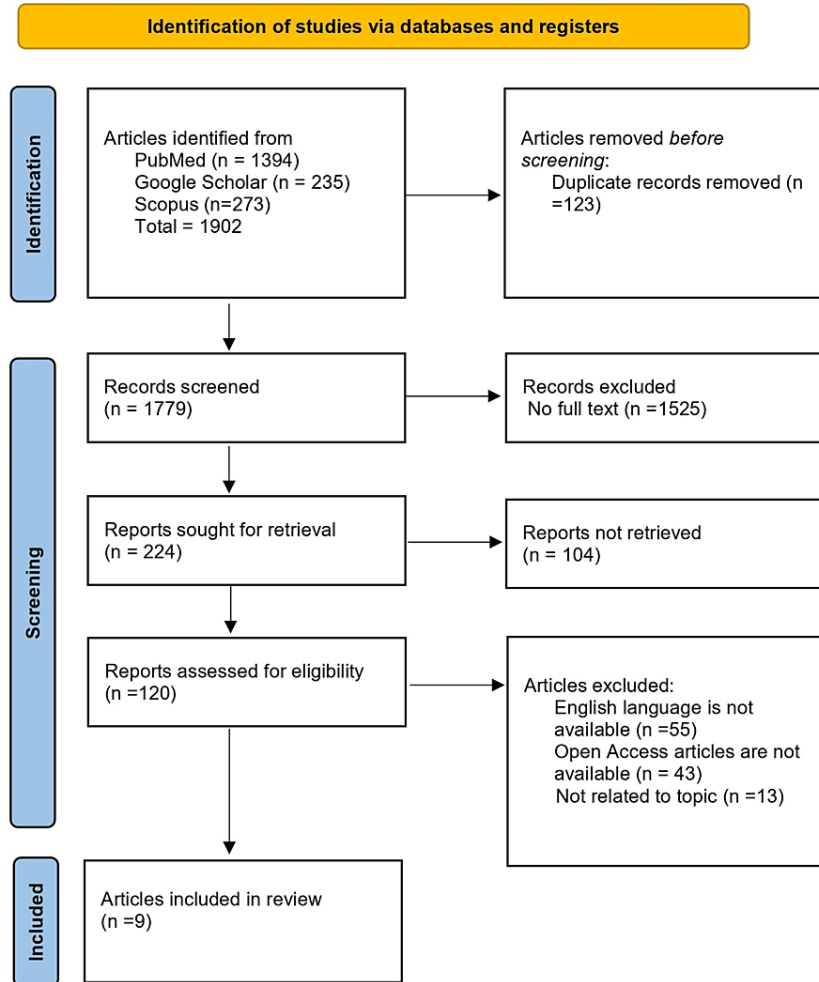 Identification of studies via databases and registers
Identification
Articles identified from
PubMed (n = 1394)
Google Scholar (n = 235)
Scopus (n=273)
Total = 1902
Articles removed before
screening:
Duplicate records removed (n
=123)
Screening
Records screened
(n = 1779)
Records excluded
No full text (n =1525)
Reports sought for retrieval
(n = 224)
Reports not retrieved
(n = 104)
Reports assessed for eligibility
(n =120)
Articles excluded:
English language is not
available (n =55)
Open Access articles are not
available (n = 43)
Not related to topic (n =13)
Included
Articles included in review
(n =9)